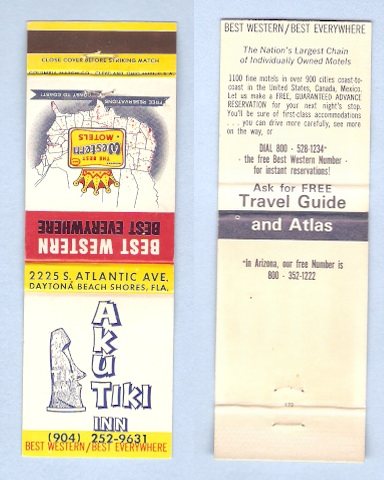 CLOSE COVER BEFORE STRIKING MATCH
FREE RESERVATIONS
COAST TO COAST
THE BEST
Western
MOTELS
BEST WESTERN
BEST EVERYWHERE
2225 S. ATLANTIC AVE.
DAYTONA BEACH SHORES, FLA.
AKU TIKI
INN
(904) 252-9631
BEST WESTERN/BEST EVERYWHERE
BEST WESTERN/BEST EVERYWHERE
The Nation's Largest Chain
of Individually Owned Motels
1100 fine motels in over 900 cities coast-to-
coast in the United States, Canada, Mexico.
Let us make a FREE, GUARANTEED ADVANCE
RESERVATION for your next night's stop.
You'll be sure of first-class accommodations
. . . you can drive more carefully, see more
on the way, or
DIAL 800 - 528-1234*
- the free Best Western Number -
for instant reservations!
Ask for FREE
Travel Guide
and Atlas
*In Arizona, our free Number is
800 - 352-1222